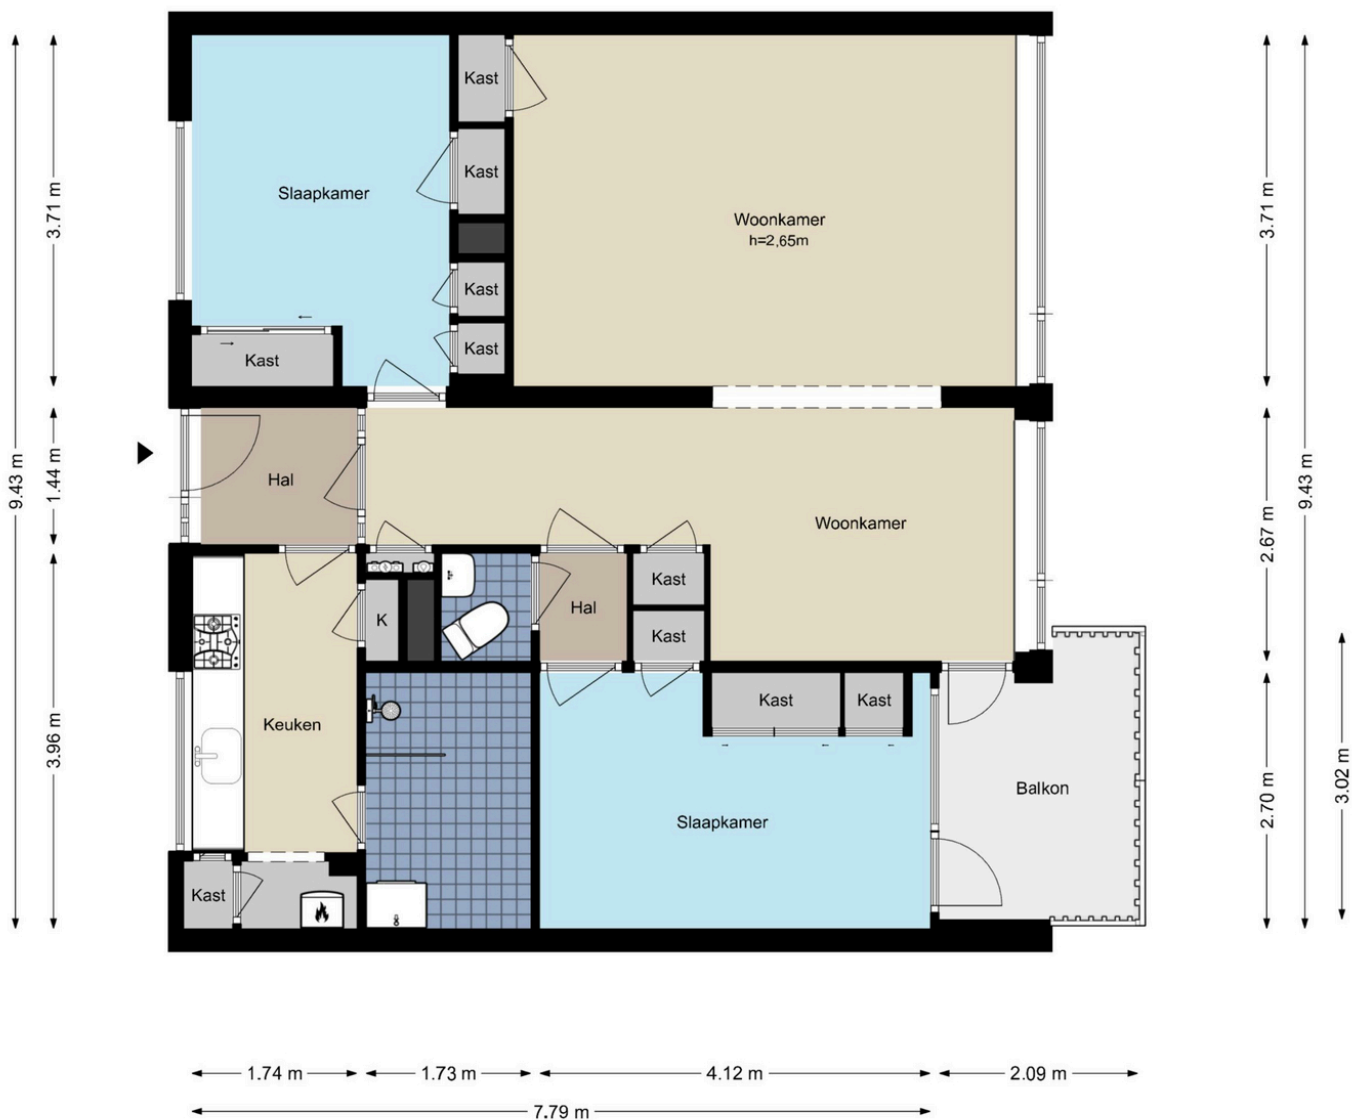 Kast
Kast
Slaapkamer
Woonkamer
h=2,65m
Kast
Kast
Kast
Hal
Woonkamer
Kast
Hal
K
Kast
Kast
Kast
Keuken
Balkon
Slaapkamer
Kast
9.43 m
3.71 m
1.44 m
3.96 m
3.71 m
2.67 m
2.70 m
9.43 m
3.02 m
1.74 m
1.73 m
4.12 m
2.09 m
7.79 m